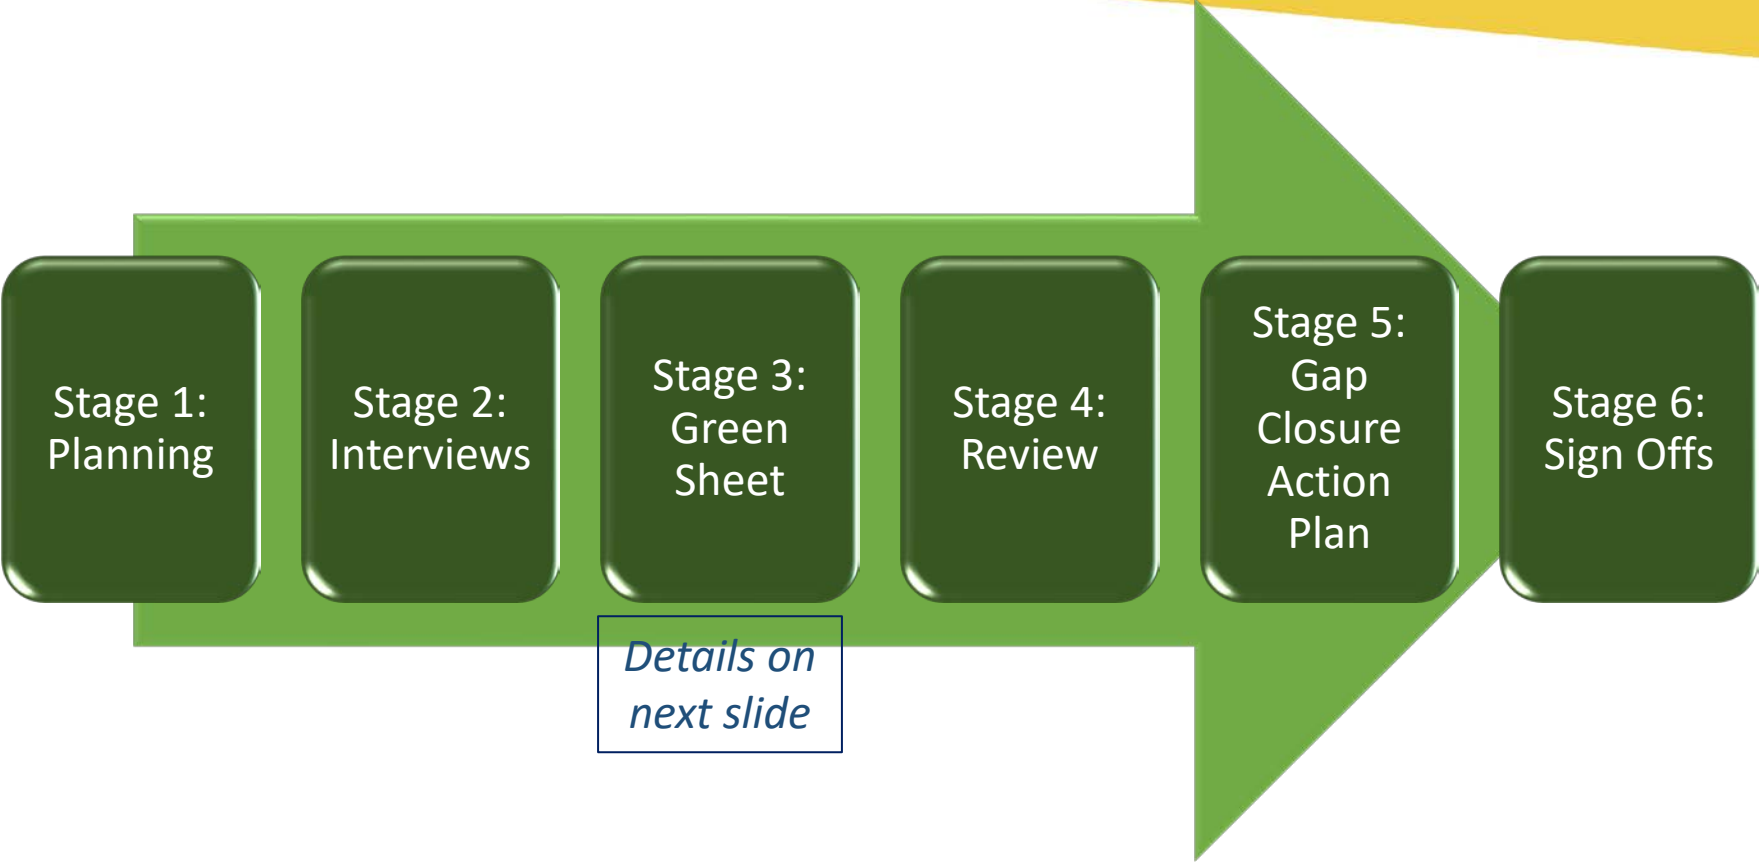 Stage 1:
Planning
Stage 2:
Interviews
Stage 3:
Green
Sheet
Stage 4:
Review
Stage 5:
Gap
Closure
Action
Plan
Stage 6:
Sign Offs
Details on
next slide